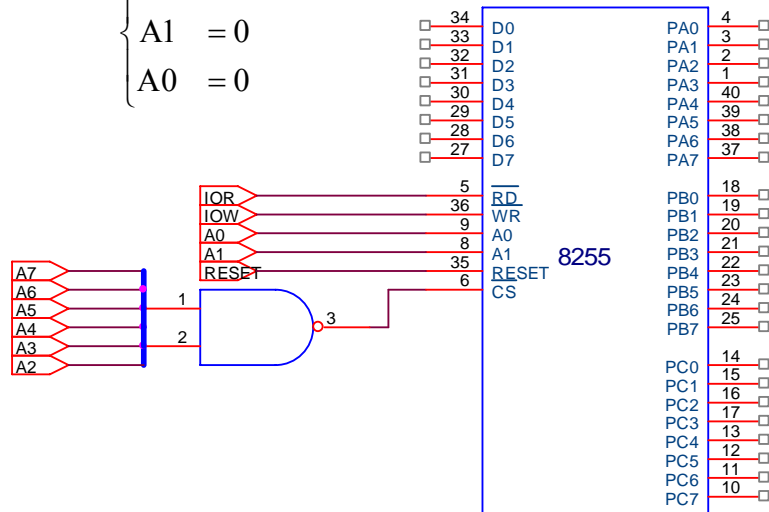 A1 = 0
A0 = 0
34 D0 PA0 4
33 D1 PA1 3
32 D2 PA2 2
31 D3 PA3 1
30 D4 PA4 40
29 D5 PA5 39
28 D6 PA6 38
27 D7 PA7 37
IOR 5 RD PB0 18
IOW 36 WR PB1 19
A0 9 A0 PB2 20
A1 8 A1 PB3 21
RESET 35 RESET 8255 PB4 22
A7 6 CS PB5 23
A6 PB6 24
A5 1 PB7 25
A4 3
A3 2
A2 PC0 14
PC1 15
PC2 16
PC3 17
PC4 13
PC5 12
PC6 11
PC7 10